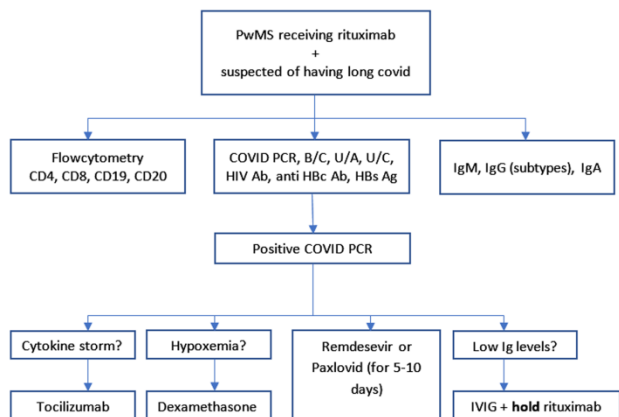 PwMS receiving rituximab
+
suspected of having long covid
Flowcytometry
CD4, CD8, CD19, CD20
COVID PCR, B/C, U/A, U/C,
HIV Ab, anti HBc Ab, HBs Ag
IgM, IgG (subtypes), IgA
Positive COVID PCR
Cytokine storm?
Hypoxemia?
Remdesevir or
Paxlovid (for 5-10
days)
Low Ig levels?
Tocilizumab
Dexamethasone
IVIG + hold rituximab